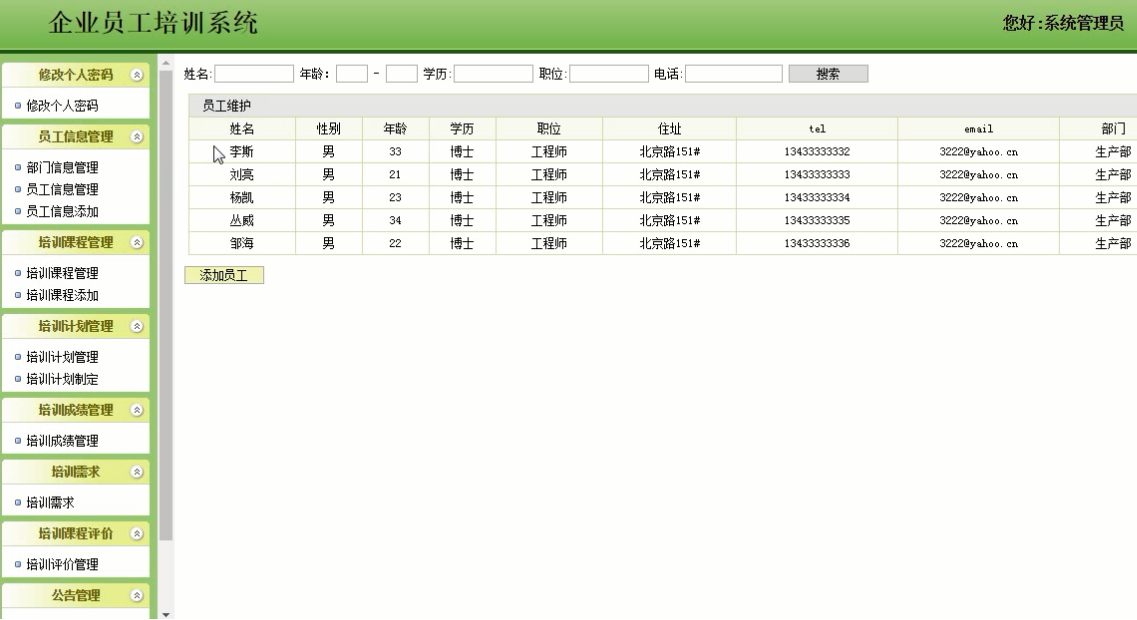 企业员工培训系统
您好:系统管理员
修改个人密码
修改个人密码
员工信息管理
部门信息管理
员工信息管理
员工信息添加
培训课程管理
培训课程管理
培训课程添加
培训计划管理
培训计划管理
培训计划制定
培训成绩管理
培训成绩管理
培训需求
培训需求
培训课程评价
培训评价管理
公告管理
姓名: 年龄: - 学历: 职位: 电话: 搜索
员工维护
姓名 性别 年龄 学历 职位 住址 tel email 部门
李斯 男 33 博士 工程师 北京路151# 13433333332 3222@yahoo.cn 生产部
刘亮 男 21 博士 工程师 北京路151# 13433333333 3222@yahoo.cn 生产部
杨凯 男 23 博士 工程师 北京路151# 13433333334 3222@yahoo.cn 生产部
丛威 男 34 博士 工程师 北京路151# 13433333335 3222@yahoo.cn 生产部
邹海 男 22 博士 工程师 北京路151# 13433333336 3222@yahoo.cn 生产部
添加员工